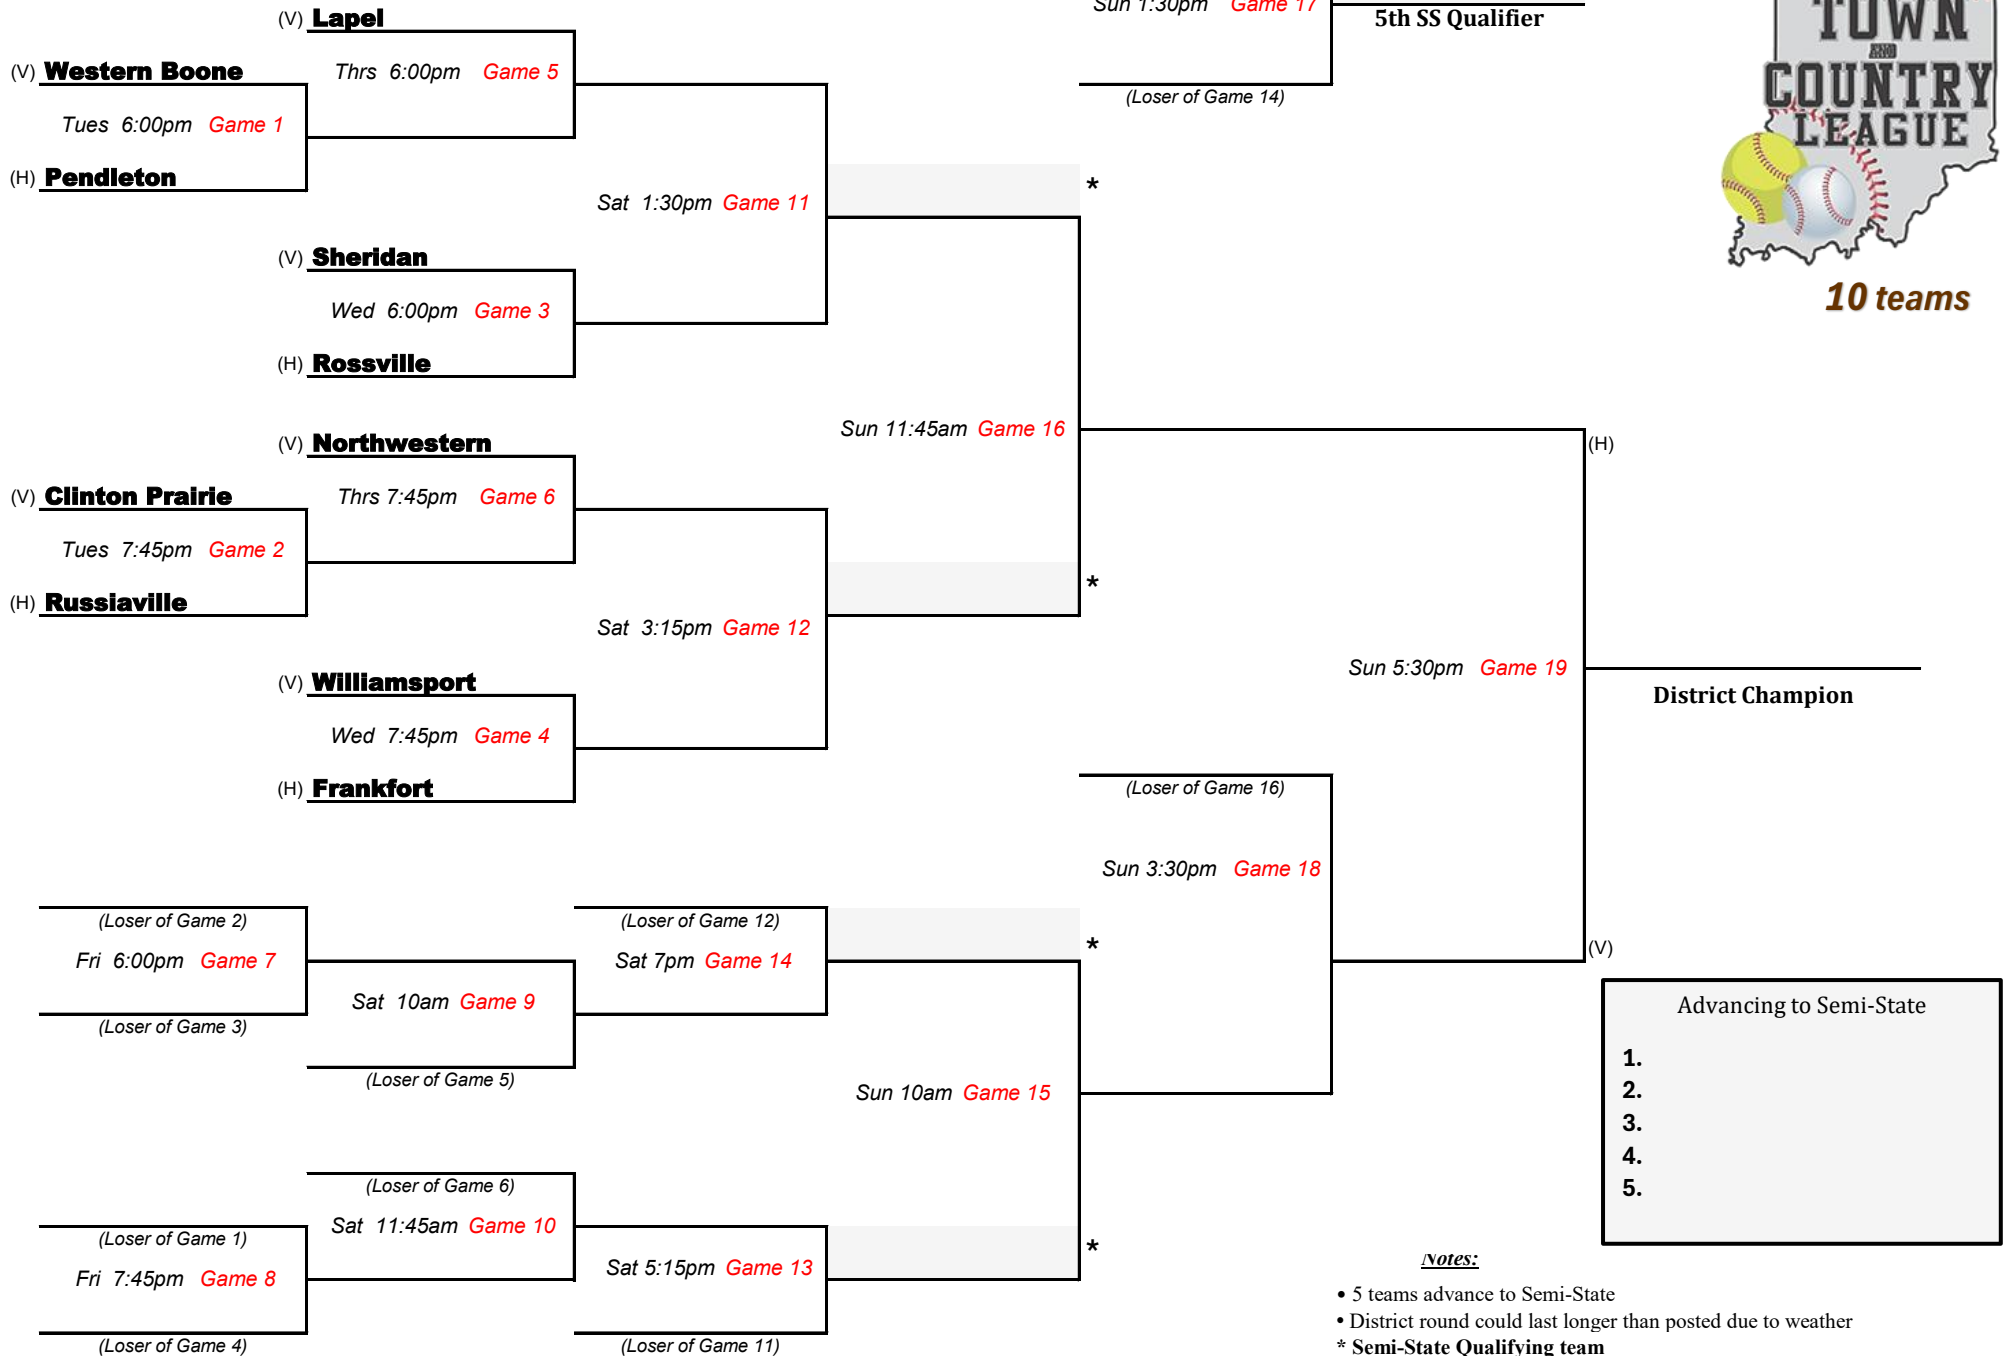 (V) Lapel
Sun 1:30pm Game 17
5th SS Qualifier
TOWN
AND
COUNTRY
LEAGUE
10 teams
(V) Western Boone
Thrs 6:00pm Game 5
(Loser of Game 14)
Tues 6:00pm Game 1
(H) Pendleton
*
Sat 1:30pm Game 11
(V) Sheridan
Wed 6:00pm Game 3
(H) Rossville
Sun 11:45am Game 16
(H)
(V) Northwestern
(V) Clinton Prairie
Thrs 7:45pm Game 6
Tues 7:45pm Game 2
*
(H) Russiaville
Sat 3:15pm Game 12
Sun 5:30pm Game 19
(V) Williamsport
District Champion
Wed 7:45pm Game 4
(H) Frankfort
(Loser of Game 16)
Sun 3:30pm Game 18
(Loser of Game 2)
(Loser of Game 12)
*
(V)
Fri 6:00pm Game 7
Sat 7pm Game 14
Sat 10am Game 9
(Loser of Game 3)
(Loser of Game 5)
Sun 10am Game 15
Advancing to Semi-State
1.
2.
3.
4.
5.
(Loser of Game 6)
Sat 11:45am Game 10
(Loser of Game 1)
*
Fri 7:45pm Game 8
Sat 5:15pm Game 13
(Loser of Game 4)
(Loser of Game 11)
Notes:
• 5 teams advance to Semi-State
• District round could last longer than posted due to weather
* Semi-State Qualifying team